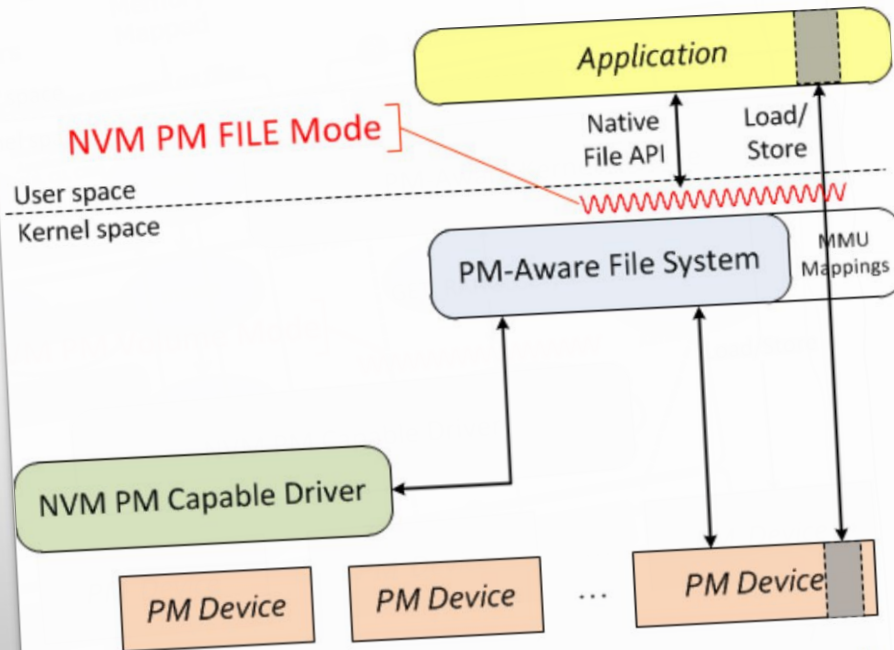 Application
NVM PM FILE Mode
Native
File API
Load/
Store
User space
Kernel space
PM-Aware File System
MMU
Mappings
NVM PM Capable Driver
PM Device
PM Device
...
PM Device